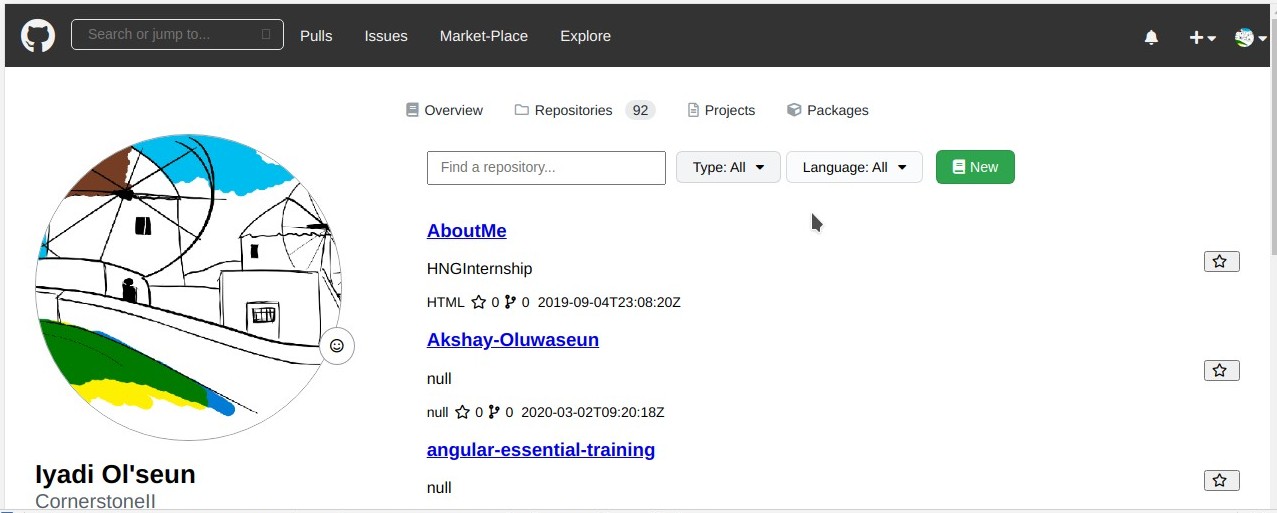 Search or jump to... Pulls Issues Market-Place Explore
Overview Repositories 92 Projects Packages
Find a repository... Type: All Language: All New
AboutMe
HNGInternship
HTML 0 0 2019-09-04T23:08:20Z
Akshay-Oluwaseun
null
null 0 0 2020-03-02T09:20:18Z
angular-essential-training
null
Iyadi Ol'seun
CornerstoneII